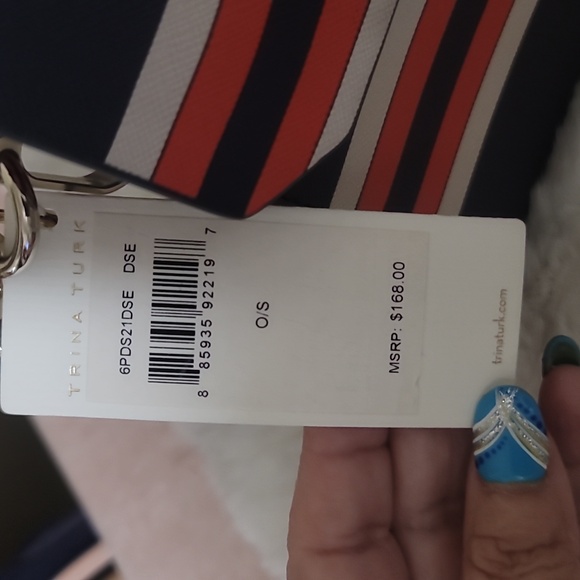 TRINA TURK
6PDS21DSE DSE
8 85935 92219 7
O/S
MSRP: $168.00
trinaturk.com